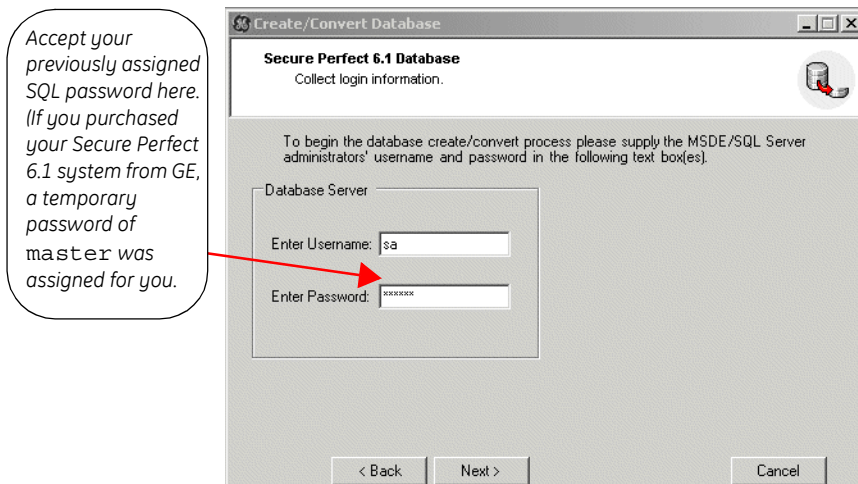 Accept your
previously assigned
SQL password here.
(If you purchased
your Secure Perfect
6.1 system from GE,
a temporary
password of
master was
assigned for you.
Create/Convert Database
Secure Perfect 6.1 Database
Collect login information.
To begin the database create/convert process please supply the MSDE/SQL Server
administrators' username and password in the following text box(es).
Database Server
Enter Username: sa
Enter Password: ******
< Back Next > Cancel